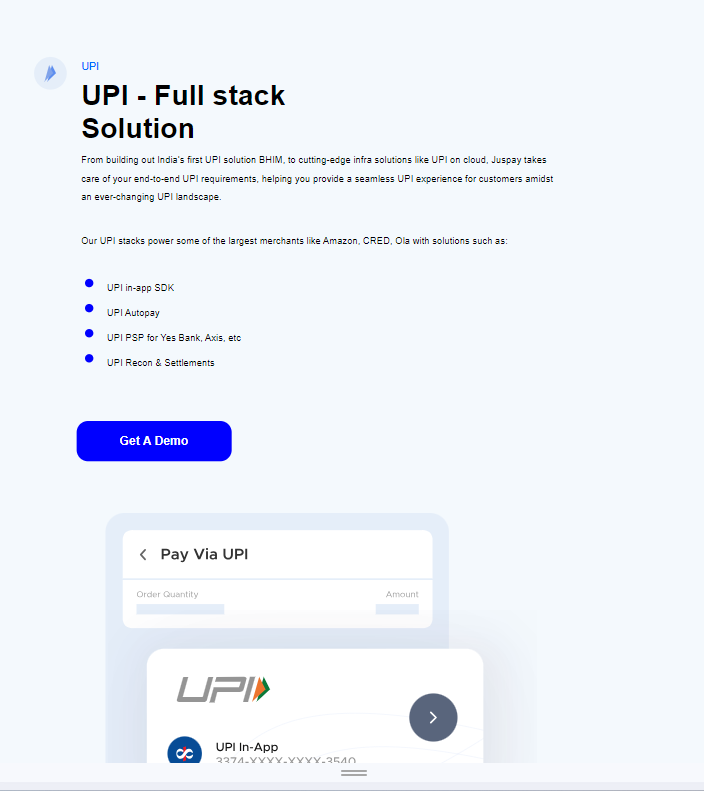 UPI
UPI - Full stack
Solution
From building out India's first UPI solution BHIM, to cutting-edge infra solutions like UPI on cloud, Juspay takes
care of your end-to-end UPI requirements, helping you provide a seamless UPI experience for customers amidst
an ever-changing UPI landscape.
Our UPI stacks power some of the largest merchants like Amazon, CRED, Ola with solutions such as:
UPI in-app SDK
UPI Autopay
UPI PSP for Yes Bank, Axis, etc
UPI Recon & Settlements
Get A Demo
Pay Via UPI
Order Quantity Amount
UPI
UPI In-App
3374-XXXX-XXXX-3540